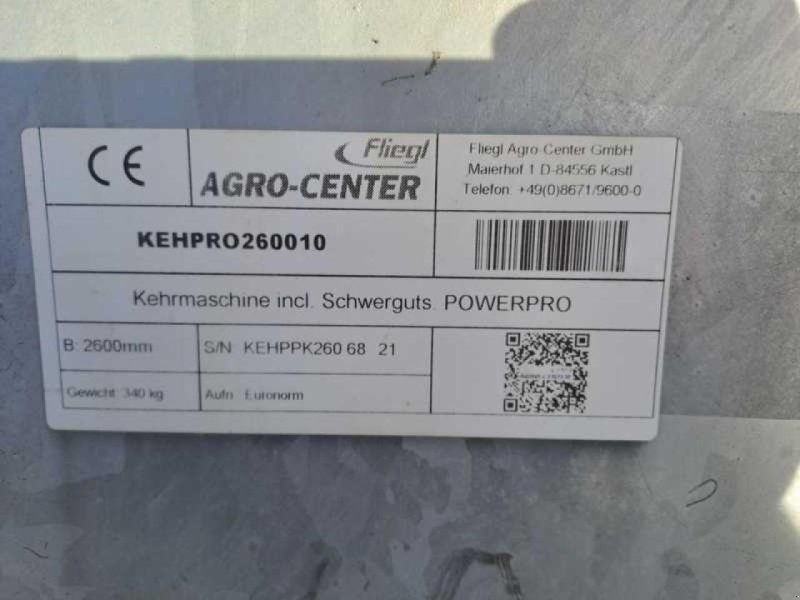 CE
Fliegl
AGRO-CENTER
Fliegl Agro-Center GmbH
Maierhof 1 D-84556 Kastl
Telefon: +49(0)8671/9600-0
KEHPRO260010
Kehrmaschine incl. Schwerguts. POWERPRO
B: 2600mm
S/N KEHPPK260 68 21
Gewicht: 340 kg
Aufn. Euronorm